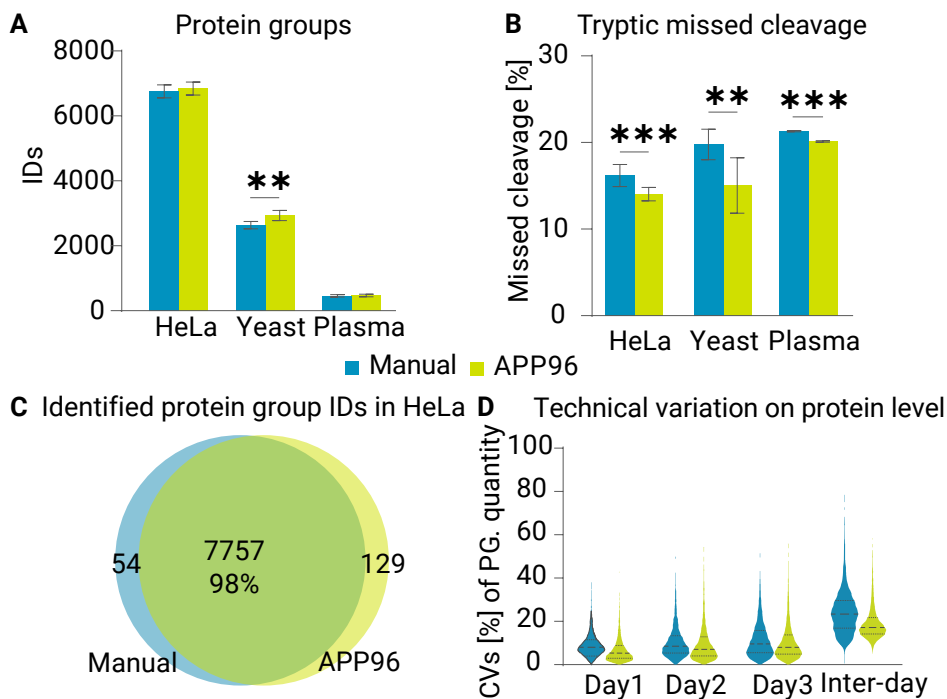 A Protein groups
8000
6000
4000
2000
0
IDs
**
HeLa Yeast Plasma
B Tryptic missed cleavage
30
20
10
0
Missed cleavage [%]
*** ** ***
HeLa Yeast Plasma
Manual APP96
C Identified protein group IDs in HeLa
54
7757
98%
129
Manual
APP96
D Technical variation on protein level
100
80
60
40
20
0
CVs [%] of PG. quantity
Day1 Day2 Day3 Inter-day